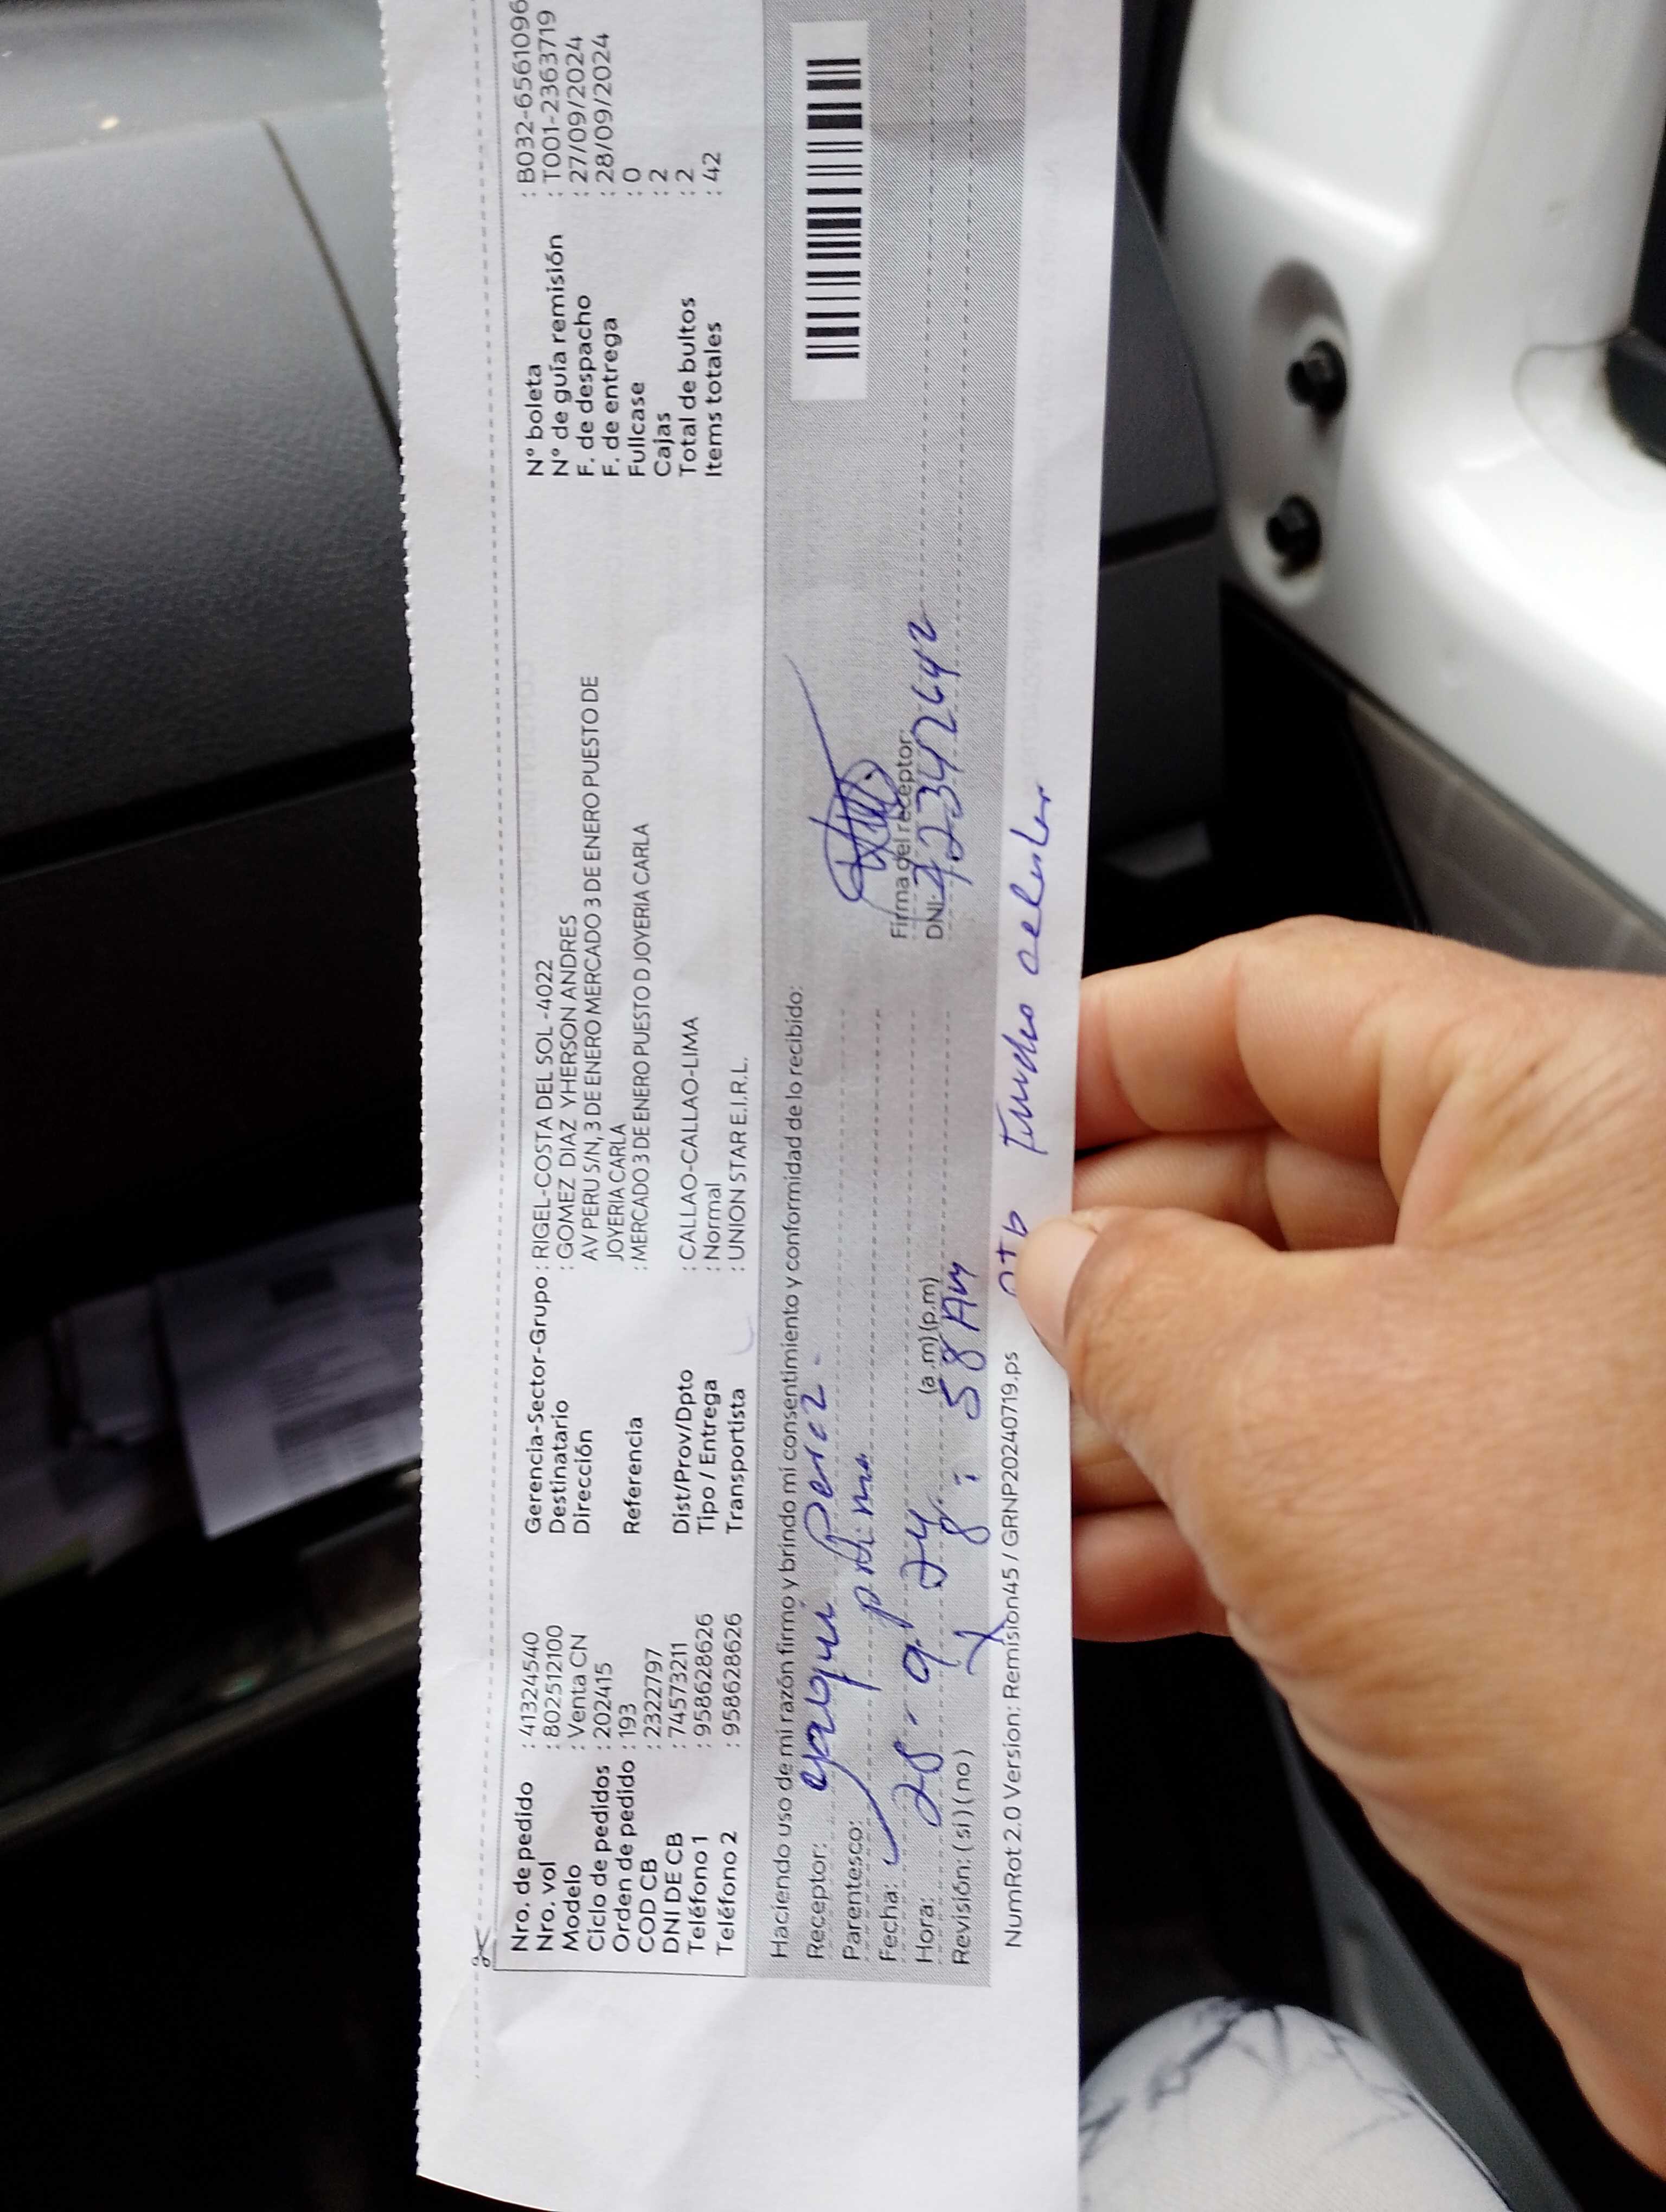 Nro. de pedido : 41324540
Nro. vol : 802512100
Modelo : Venta CN
Ciclo de pedidos : 202415
Orden de pedido : 193
COD CB : 2322797
DNI DE CB : 74573211
Teléfono 1 : 958628626
Teléfono 2 : 958628626
Gerencia-Sector-Grupo : RIGEL-COSTA DEL SOL -4022
Destinatario : GOMEZ DIAZ YHERSON ANDRES
Dirección AV PERU S/N, 3 DE ENERO MERCADO 3 DE ENERO PUESTO DE
JOYERIA CARLA
Referencia : MERCADO 3 DE ENERO PUESTO D JOYERIA CARLA
Dist/Prov/Dpto : CALLAO-CALLAO-LIMA
Tipo / Entrega : Normal
Transportista : UNION STAR E.I.R.L.
N° boleta : B032-6561096
N° de guía remisión : T001-2363719
F. de despacho : 27/09/2024
F. de entrega : 28/09/2024
Fullcase : 0
Cajas : 2
Total de bultos : 2
Items totales : 42
Haciendo uso de mi razón firmo y brindo mi consentimiento y conformidad de lo recibido:
Receptor: yaqui Perez
Parentesco: prima
Fecha: 28. 9. 24
Hora: 8:58 Am (a.m)(p.m)
Revisión: (si) (no)
Firma del receptor:
DNI:
NumRot 2.0 Version: Remision45 / GRNP20240719.ps